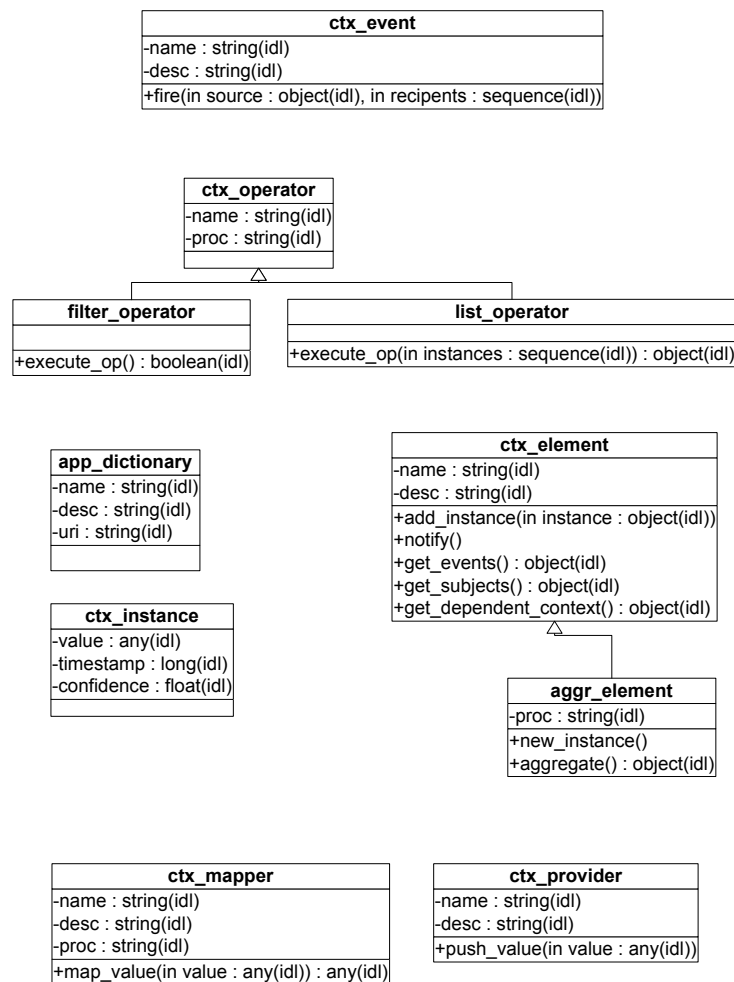 ctx_event
-name : string(idl)
-desc : string(idl)
+fire(in source : object(idl), in recipents : sequence(idl))
ctx_operator
-name : string(idl)
-proc : string(idl)
filter_operator
+execute_op() : boolean(idl)
list_operator
+execute_op(in instances : sequence(idl)) : object(idl)
app_dictionary
-name : string(idl)
-desc : string(idl)
-uri : string(idl)
ctx_element
-name : string(idl)
-desc : string(idl)
+add_instance(in instance : object(idl))
+notify()
+get_events() : object(idl)
+get_subjects() : object(idl)
+get_dependent_context() : object(idl)
ctx_instance
-value : any(idl)
-timestamp : long(idl)
-confidence : float(idl)
aggr_element
-proc : string(idl)
+new_instance()
+aggregate() : object(idl)
ctx_mapper
-name : string(idl)
-desc : string(idl)
-proc : string(idl)
+map_value(in value : any(idl)) : any(idl)
ctx_provider
-name : string(idl)
-desc : string(idl)
+push_value(in value : any(idl))